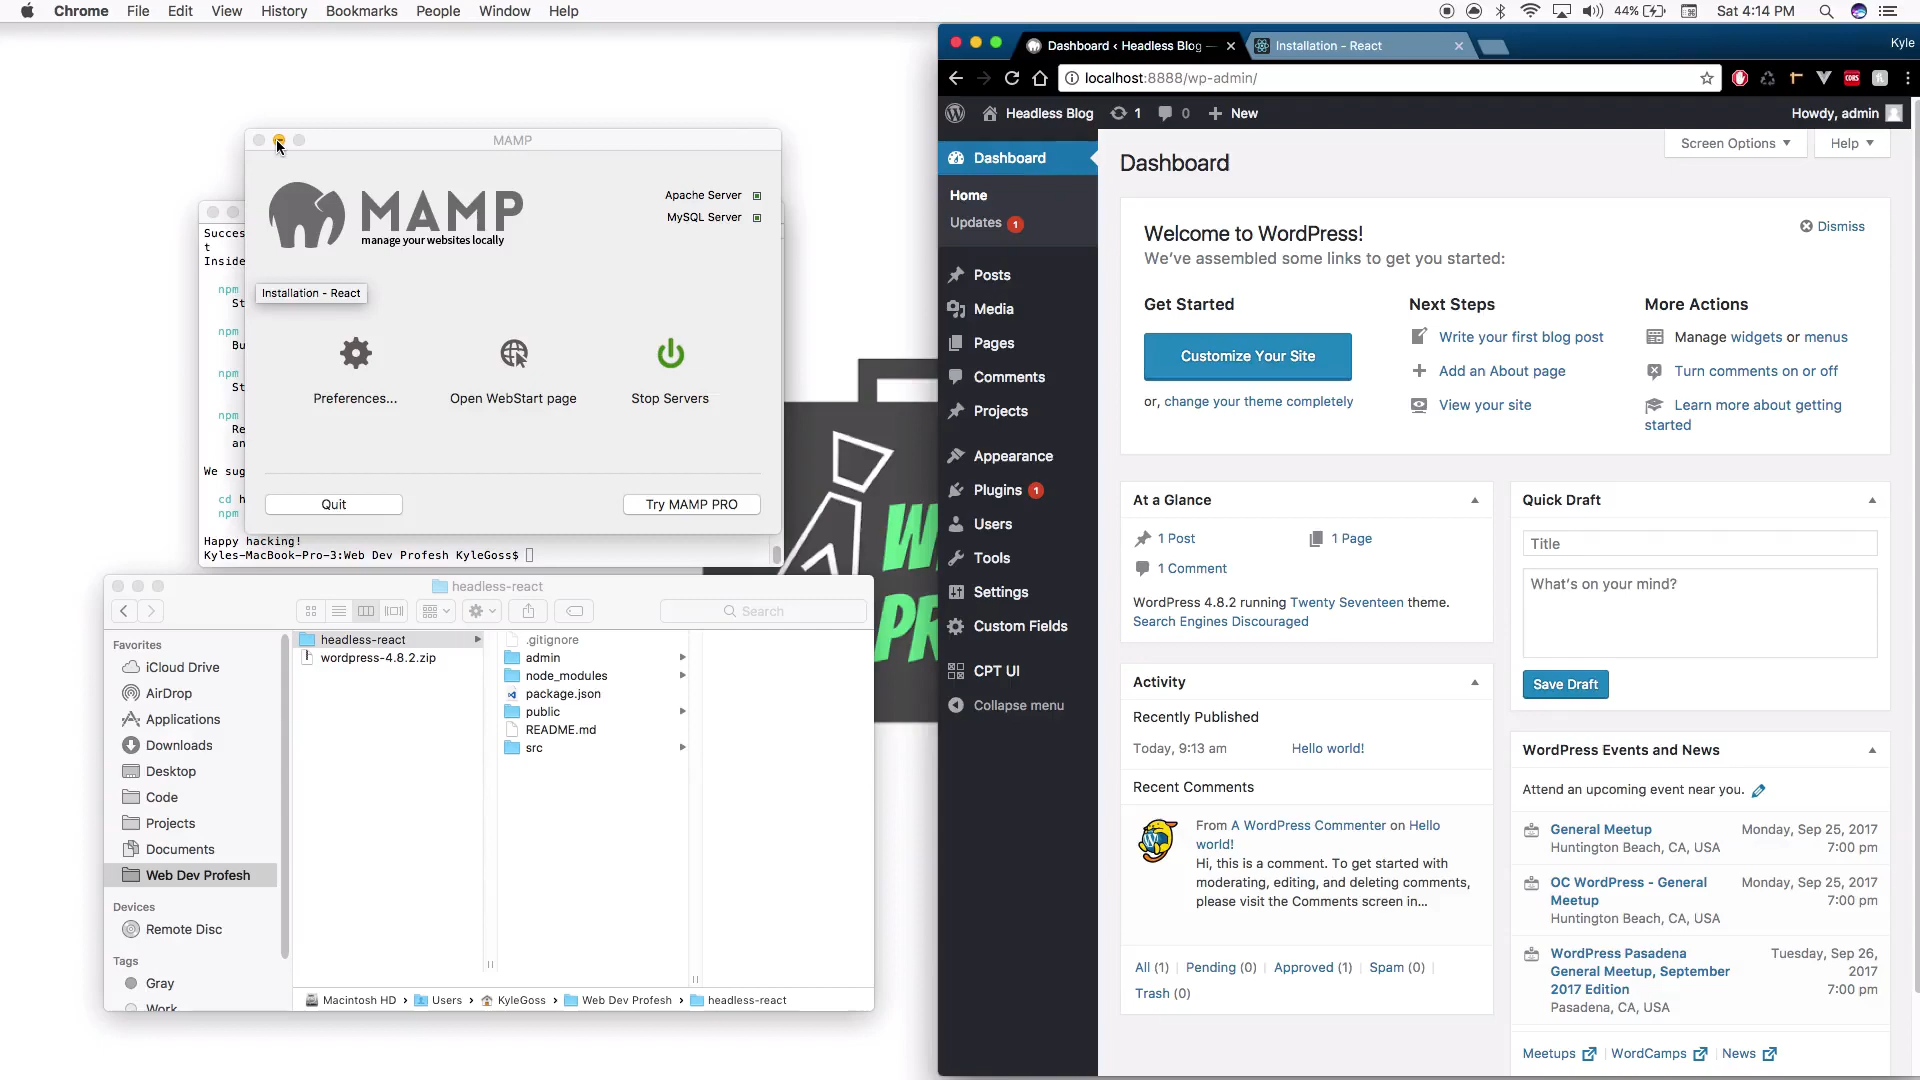 Chrome File Edit View History Bookmarks People Window Help
44% Sat 4:14 PM
MAMP
MAMP
manage your websites locally
Apache Server
MySQL Server
Installation - React
Preferences...
Open WebStart page
Stop Servers
Quit
Try MAMP PRO
Succes
t
Inside
npm
St
npm
Bu
npm
St
npm
Re
an
We sug
cd h
npm
Happy hacking!
Kyles-MacBook-Pro-3:Web Dev Profesh KyleGoss$
headless-react
Search
Favorites
iCloud Drive
AirDrop
Applications
Downloads
Desktop
Code
Projects
Documents
Web Dev Profesh
Devices
Remote Disc
Tags
Gray
Work
headless-react
wordpress-4.8.2.zip
.gitignore
admin
node_modules
package.json
public
README.md
src
Macintosh HD › Users › KyleGoss › Web Dev Profesh › headless-react
Dashboard ‹ Headless Blog —
Installation - React
Kyle
localhost:8888/wp-admin/
CORS
Headless Blog 1 0 New
Howdy, admin
Dashboard
Home
Updates 1
Posts
Media
Pages
Comments
Projects
Appearance
Plugins 1
Users
Tools
Settings
Custom Fields
CPT UI
Collapse menu
Screen Options
Help
Dashboard
Welcome to WordPress!
Dismiss
We've assembled some links to get you started:
Get Started
Customize Your Site
or, change your theme completely
Next Steps
Write your first blog post
Add an About page
View your site
More Actions
Manage widgets or menus
Turn comments on or off
Learn more about getting
started
At a Glance
1 Post
1 Page
1 Comment
WordPress 4.8.2 running Twenty Seventeen theme.
Search Engines Discouraged
Activity
Recently Published
Today, 9:13 am Hello world!
Recent Comments
From A WordPress Commenter on Hello
world!
Hi, this is a comment. To get started with
moderating, editing, and deleting comments,
please visit the Comments screen in...
All (1) | Pending (0) | Approved (1) | Spam (0) |
Trash (0)
Quick Draft
Title
What's on your mind?
Save Draft
WordPress Events and News
Attend an upcoming event near you.
General Meetup
Huntington Beach, CA, USA
Monday, Sep 25, 2017
7:00 pm
OC WordPress - General
Meetup
Huntington Beach, CA, USA
Monday, Sep 25, 2017
7:00 pm
WordPress Pasadena
General Meetup, September
2017 Edition
Pasadena, CA, USA
Tuesday, Sep 26,
2017
7:00 pm
Meetups | WordCamps | News